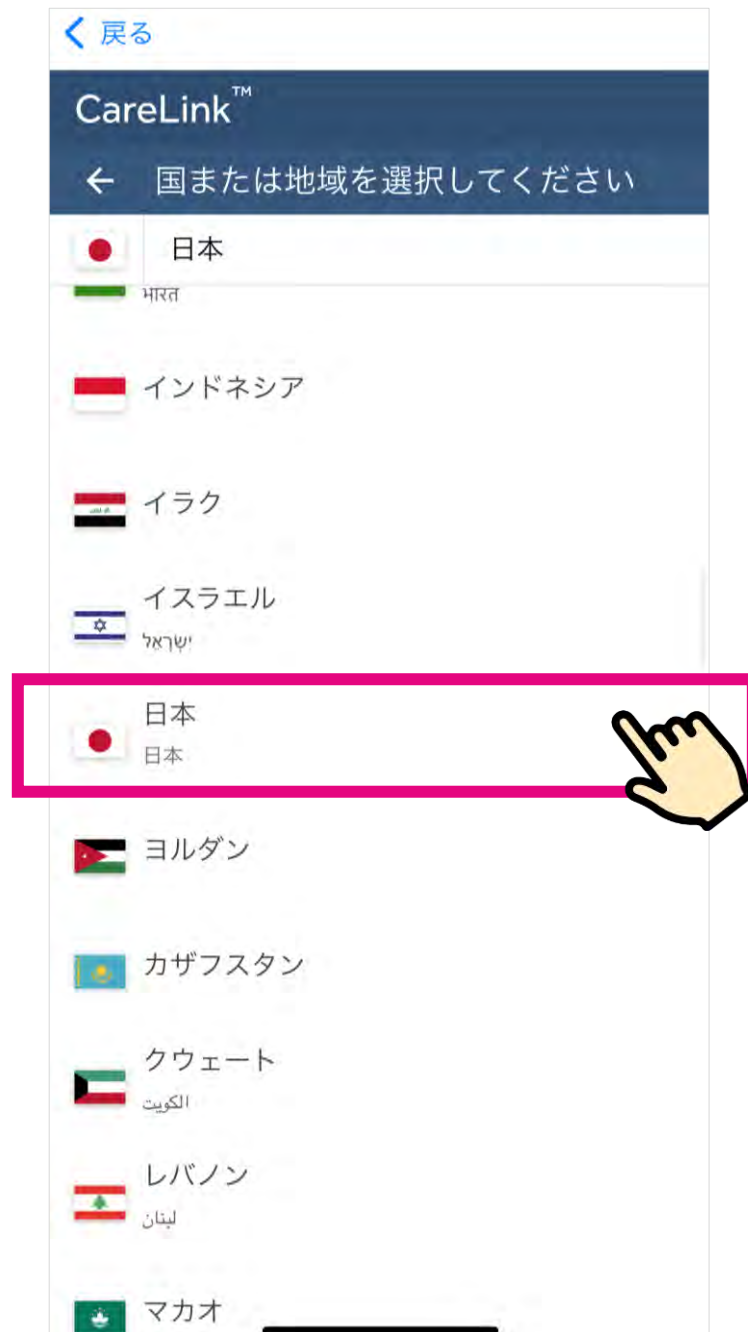 戻る
CareLink™
国または地域を選択してください
日本
भारत
インドネシア
イラク
イスラエル
יִשְׂרָאֵל
日本
日本
ヨルダン
カザフスタン
クウェート
الكويت
レバノン
لبنان
マカオ